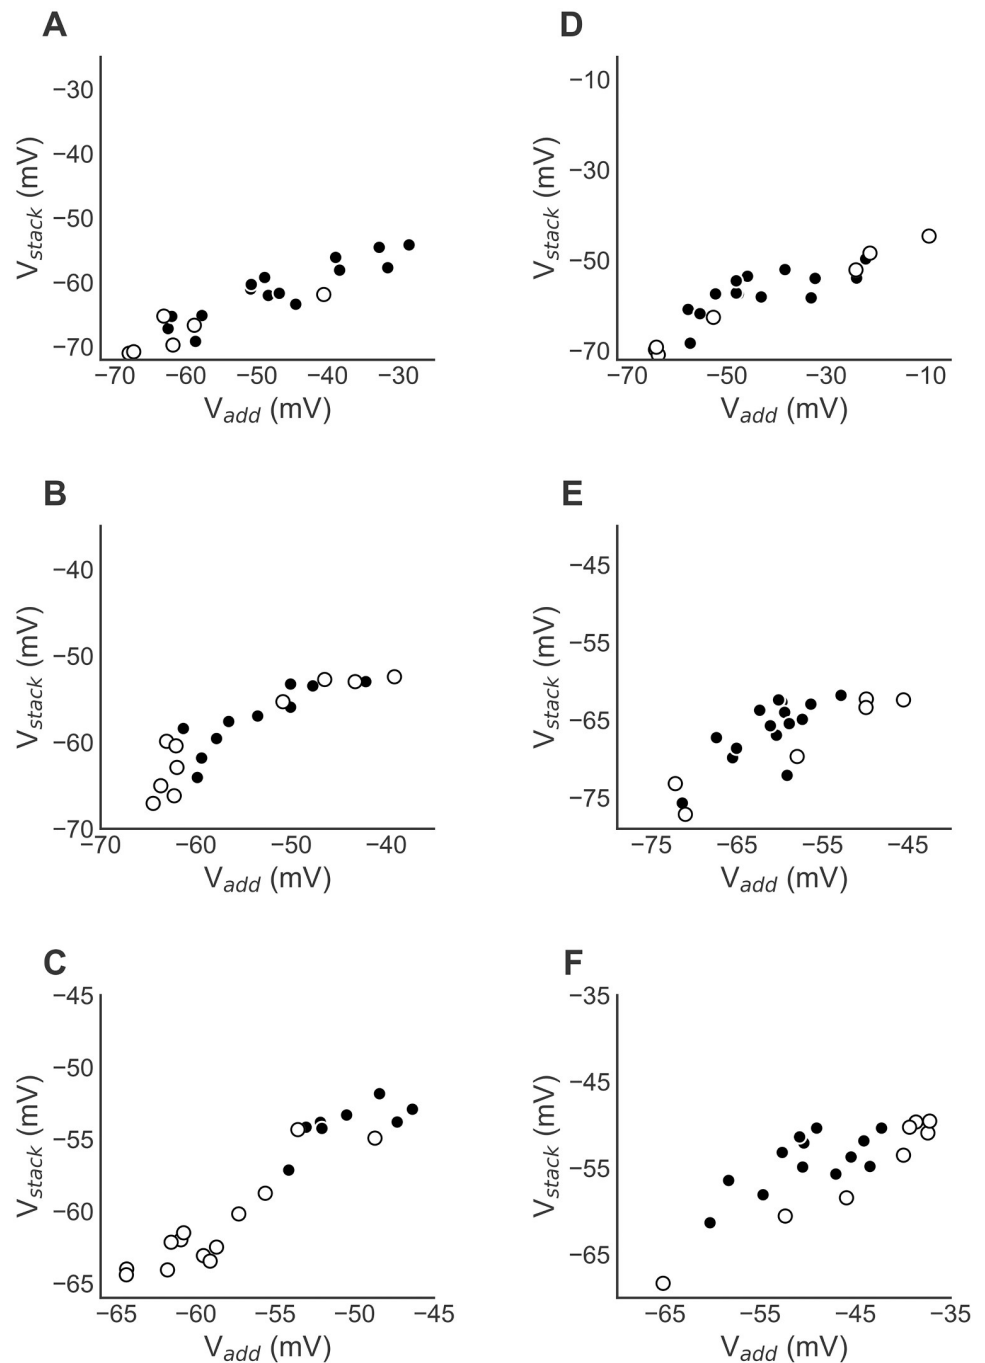 A
−30
−40
−50
−60
−70
Vstack (mV)
−70 −60 −50 −40 −30
Vadd (mV)
D
−10
−30
−50
−70
Vstack (mV)
−70 −50 −30 −10
Vadd (mV)
B
−40
−50
−60
−70
Vstack (mV)
−70 −60 −50 −40
Vadd (mV)
E
−45
−55
−65
−75
Vstack (mV)
−75 −65 −55 −45
Vadd (mV)
C
−45
−50
−55
−60
−65
Vstack (mV)
−65 −60 −55 −50 −45
Vadd (mV)
F
−35
−45
−55
−65
Vstack (mV)
−65 −55 −45 −35
Vadd (mV)